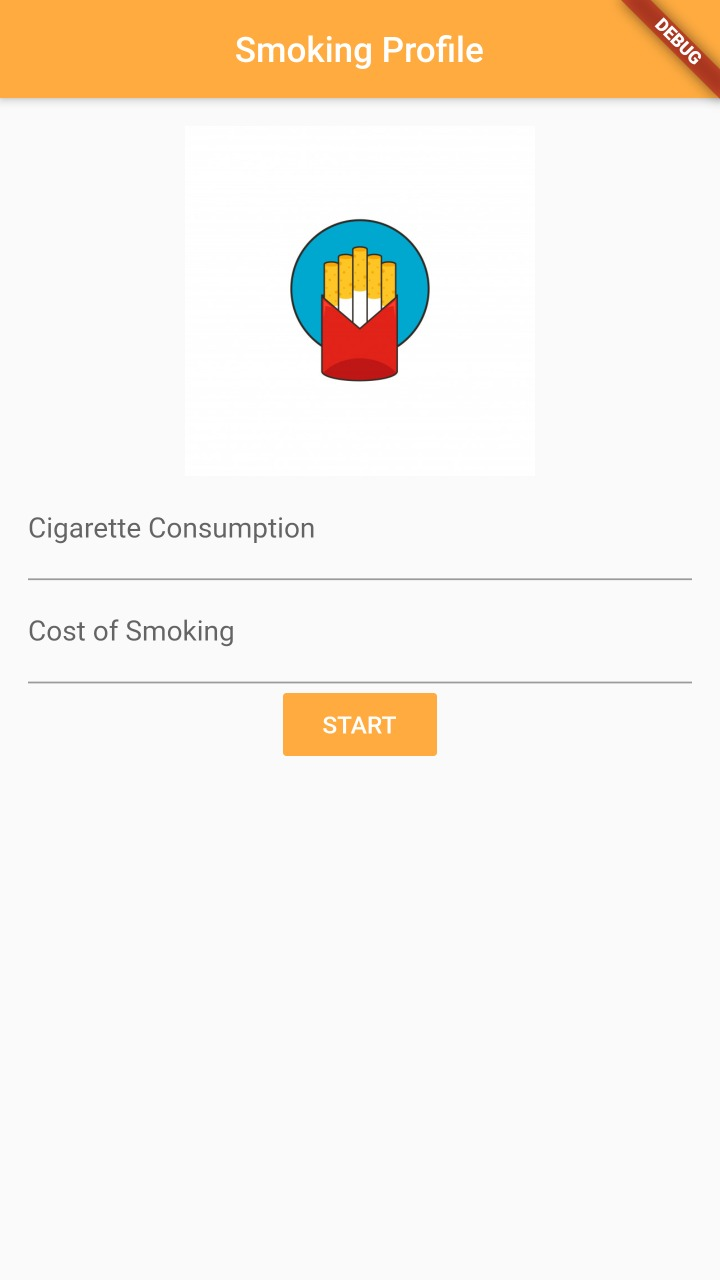 Smoking Profile
DEBUG
Cigarette Consumption
Cost of Smoking
START